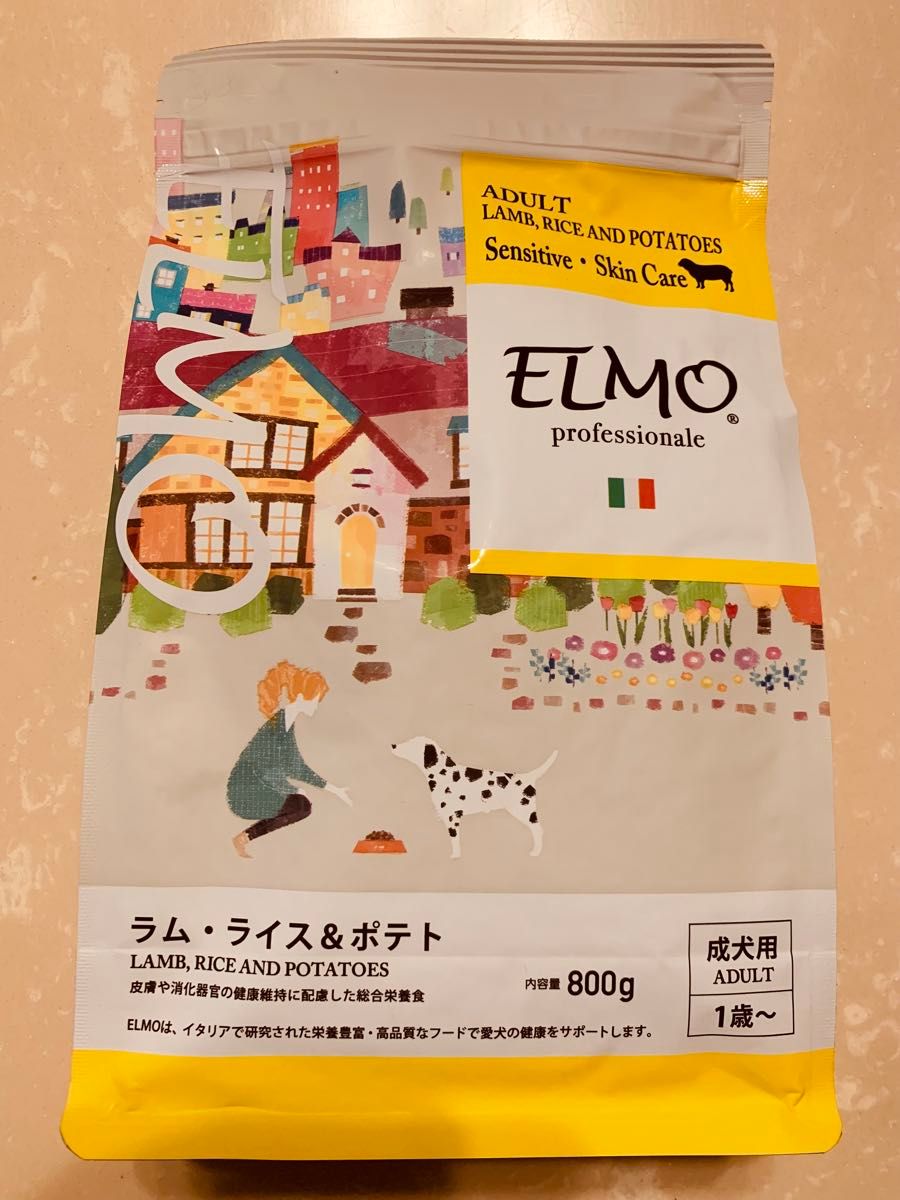 ELMO
ADULT
LAMB, RICE AND POTATOES
Sensitive・Skin Care
ELMO®
professionale
ラム・ライス&ポテト
LAMB, RICE AND POTATOES
皮膚や消化器官の健康維持に配慮した総合栄養食
内容量 800g
ELMOは、イタリアで研究された栄養豊富・高品質なフードで愛犬の健康をサポートします。
成犬用
ADULT
1歳〜